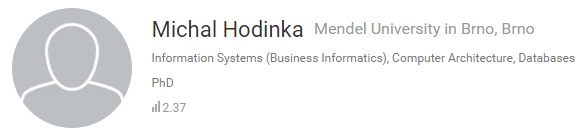 Michal Hodinka Mendel University in Brno, Brno
Information Systems (Business Informatics), Computer Architecture, Databases
PhD
2.37